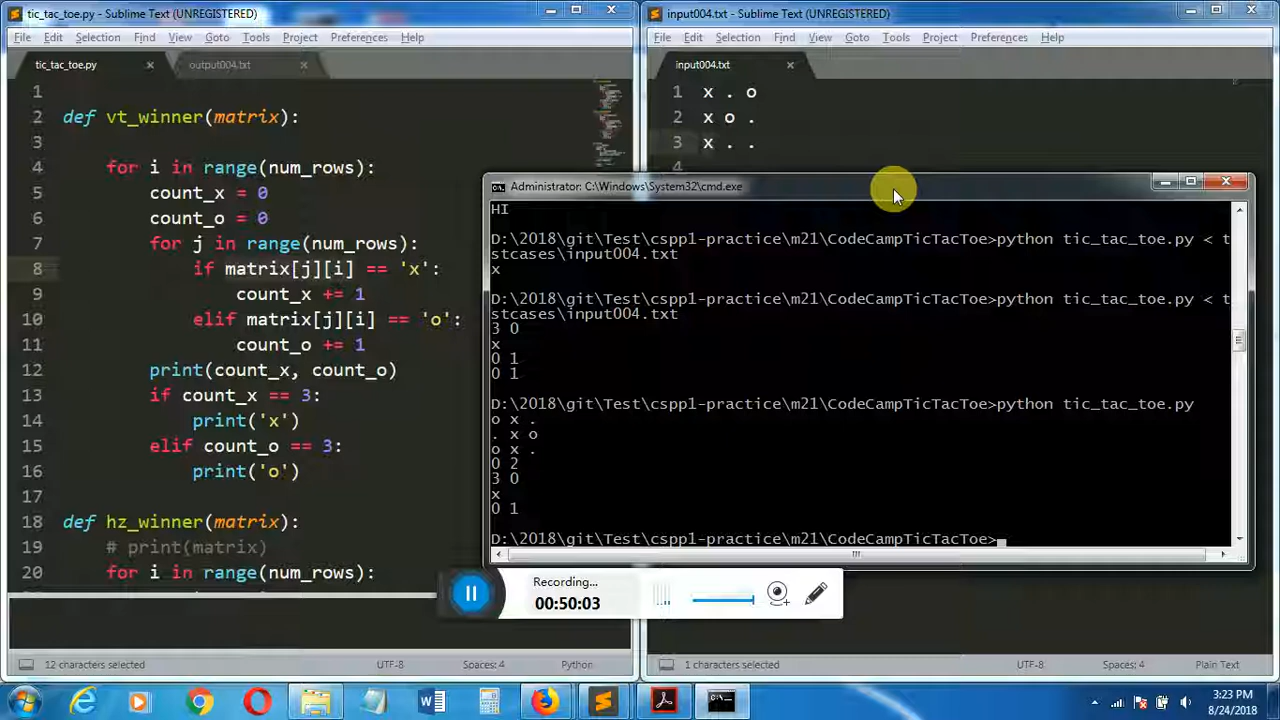 tic_tac_toe.py - Sublime Text (UNREGISTERED)
File Edit Selection Find View Goto Tools Project Preferences Help
tic_tac_toe.py output004.txt
1
2 def vt_winner(matrix):
3
4 for i in range(num_rows):
5 count_x = 0
6 count_o = 0
7 for j in range(num_rows):
8 if matrix[j][i] == 'x':
9 count_x += 1
10 elif matrix[j][i] == 'o':
11 count_o += 1
12 print(count_x, count_o)
13 if count_x == 3:
14 print('x')
15 elif count_o == 3:
16 print('o')
17
18 def hz_winner(matrix):
19 # print(matrix)
20 for i in range(num_rows):
12 characters selected UTF-8 Spaces: 4 Python
input004.txt - Sublime Text (UNREGISTERED)
File Edit Selection Find View Goto Tools Project Preferences Help
input004.txt
1 x . o
2 x o .
3 x . .
4
Administrator: C:\Windows\System32\cmd.exe
HI
D:\2018\git\Test\cspp1-practice\m21\CodeCampTicTacToe>python tic_tac_toe.py < t
stcases\input004.txt
x
D:\2018\git\Test\cspp1-practice\m21\CodeCampTicTacToe>python tic_tac_toe.py < t
stcases\input004.txt
3 0
x
0 1
0 1
D:\2018\git\Test\cspp1-practice\m21\CodeCampTicTacToe>python tic_tac_toe.py
o x .
. x o
o x .
0 2
3 0
x
0 1
D:\2018\git\Test\cspp1-practice\m21\CodeCampTicTacToe>
Recording...
00:50:03
1 characters selected UTF-8 Spaces: 4 Plain Text
3:23 PM
8/24/2018